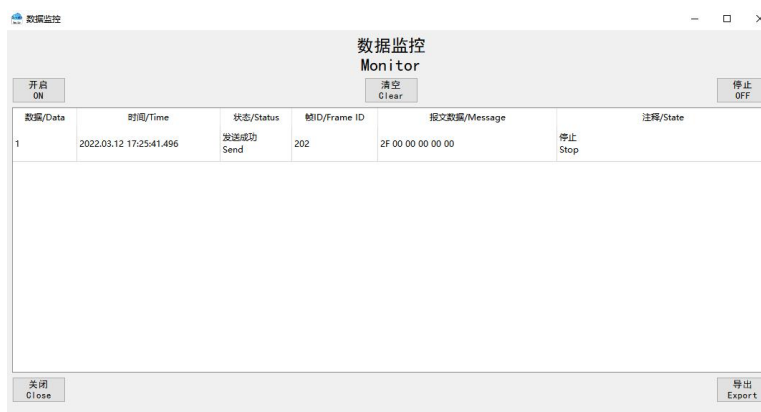 数据监控
数据监控
Monitor
开启
ON
清空
Clear
停止
OFF
数据/Data 时间/Time 状态/Status 帧ID/Frame ID 报文数据/Message 注释/State
1 2022.03.12 17:25:41.496 发送成功 Send 202 2F 00 00 00 00 00 停止 Stop
关闭
Close
导出
Export